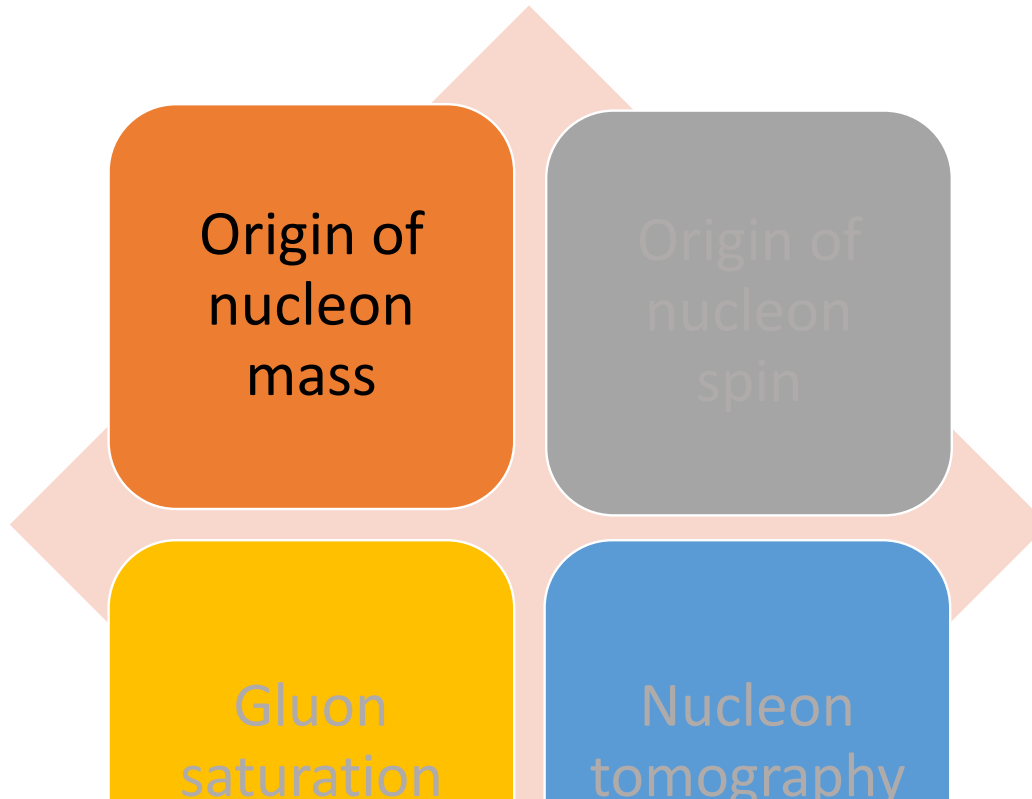 Origin of
nucleon
mass
Origin of
nucleon
spin
Gluon
saturation
Nucleon
tomography